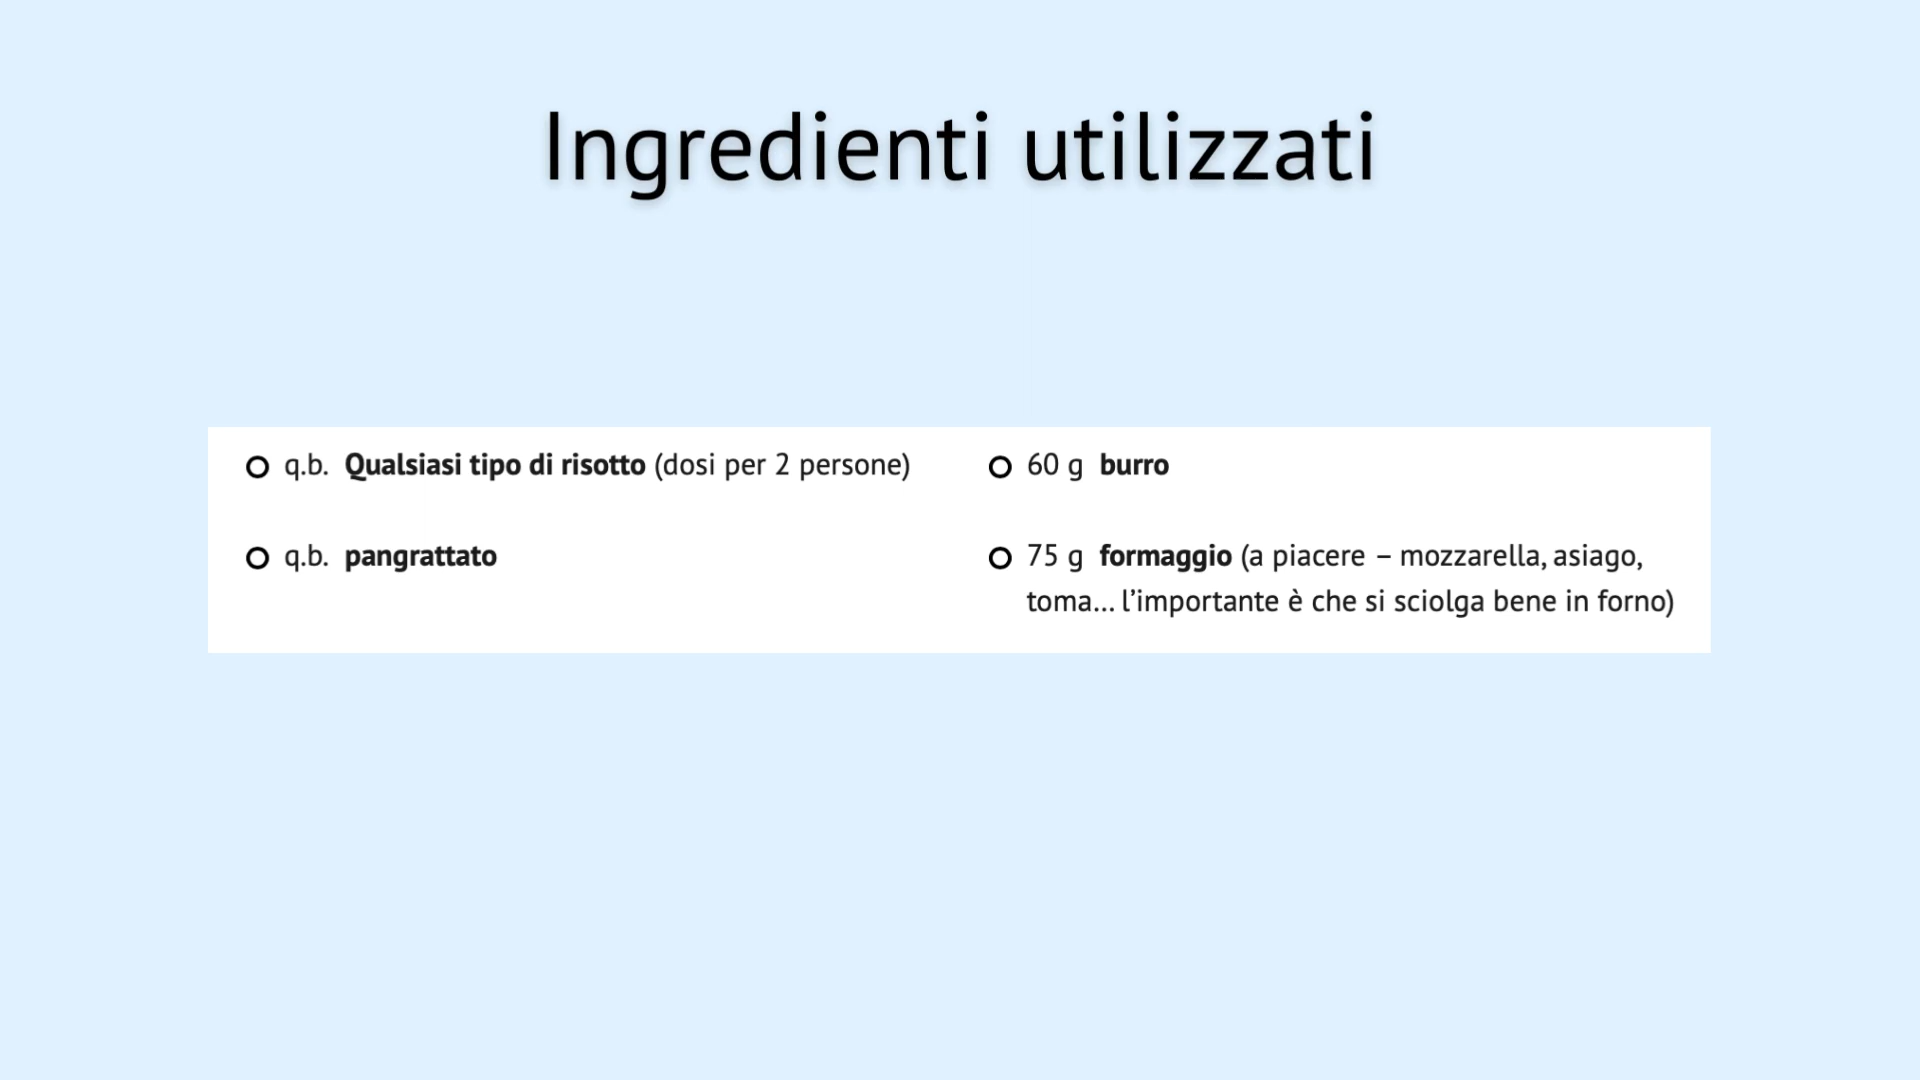 Ingredienti utilizzati
q.b. Qualsiasi tipo di risotto (dosi per 2 persone)
60 g burro
q.b. pangrattato
75 g formaggio (a piacere – mozzarella, asiago,
toma... l’importante è che si sciolga bene in forno)